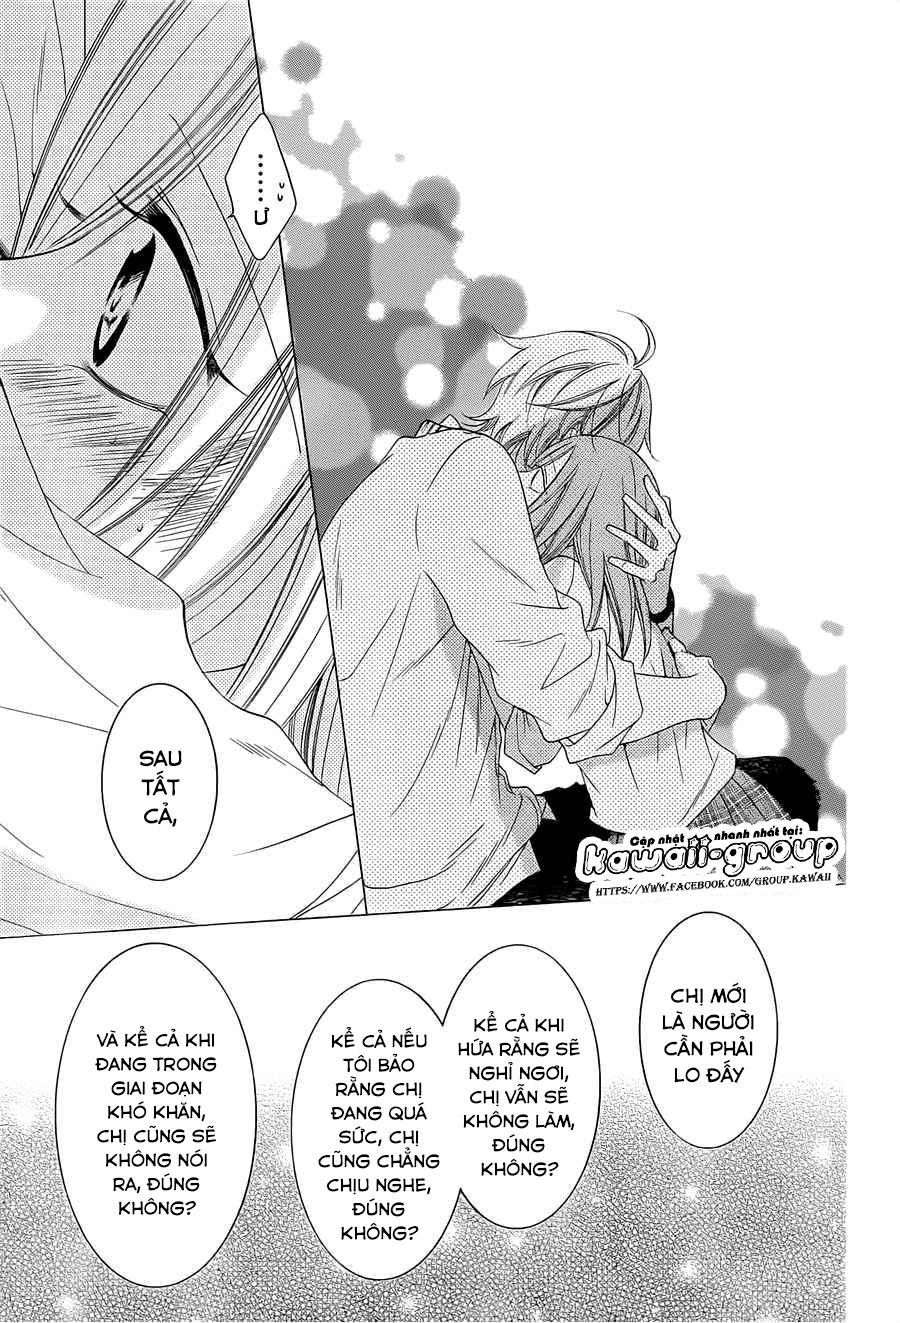 .........
Ư
SAU
TẤT
CẢ,
Cập nhật nhanh nhất tại:
kawaii-group
HTTPS://WWW.FACEBOOK.COM/GROUP.KAWAII
CHỊ MỚI
LÀ NGƯỜI
CẦN PHẢI
LO ĐẤY
KỂ CẢ KHI
HỨA RẰNG SẼ
NGHỈ NGƠI,
CHỊ VẪN SẼ
KHÔNG LÀM,
ĐÚNG
KHÔNG?
KỂ CẢ NẾU
TÔI BẢO
RẰNG CHỊ
ĐANG QUÁ
SỨC, CHỊ
CŨNG CHẲNG
CHỊU NGHE,
ĐÚNG
KHÔNG?
VÀ KỂ CẢ KHI
ĐANG TRONG
GIAI ĐOẠN
KHÓ KHĂN,
CHỊ CŨNG SẼ
KHÔNG NÓI
RA, ĐÚNG
KHÔNG?